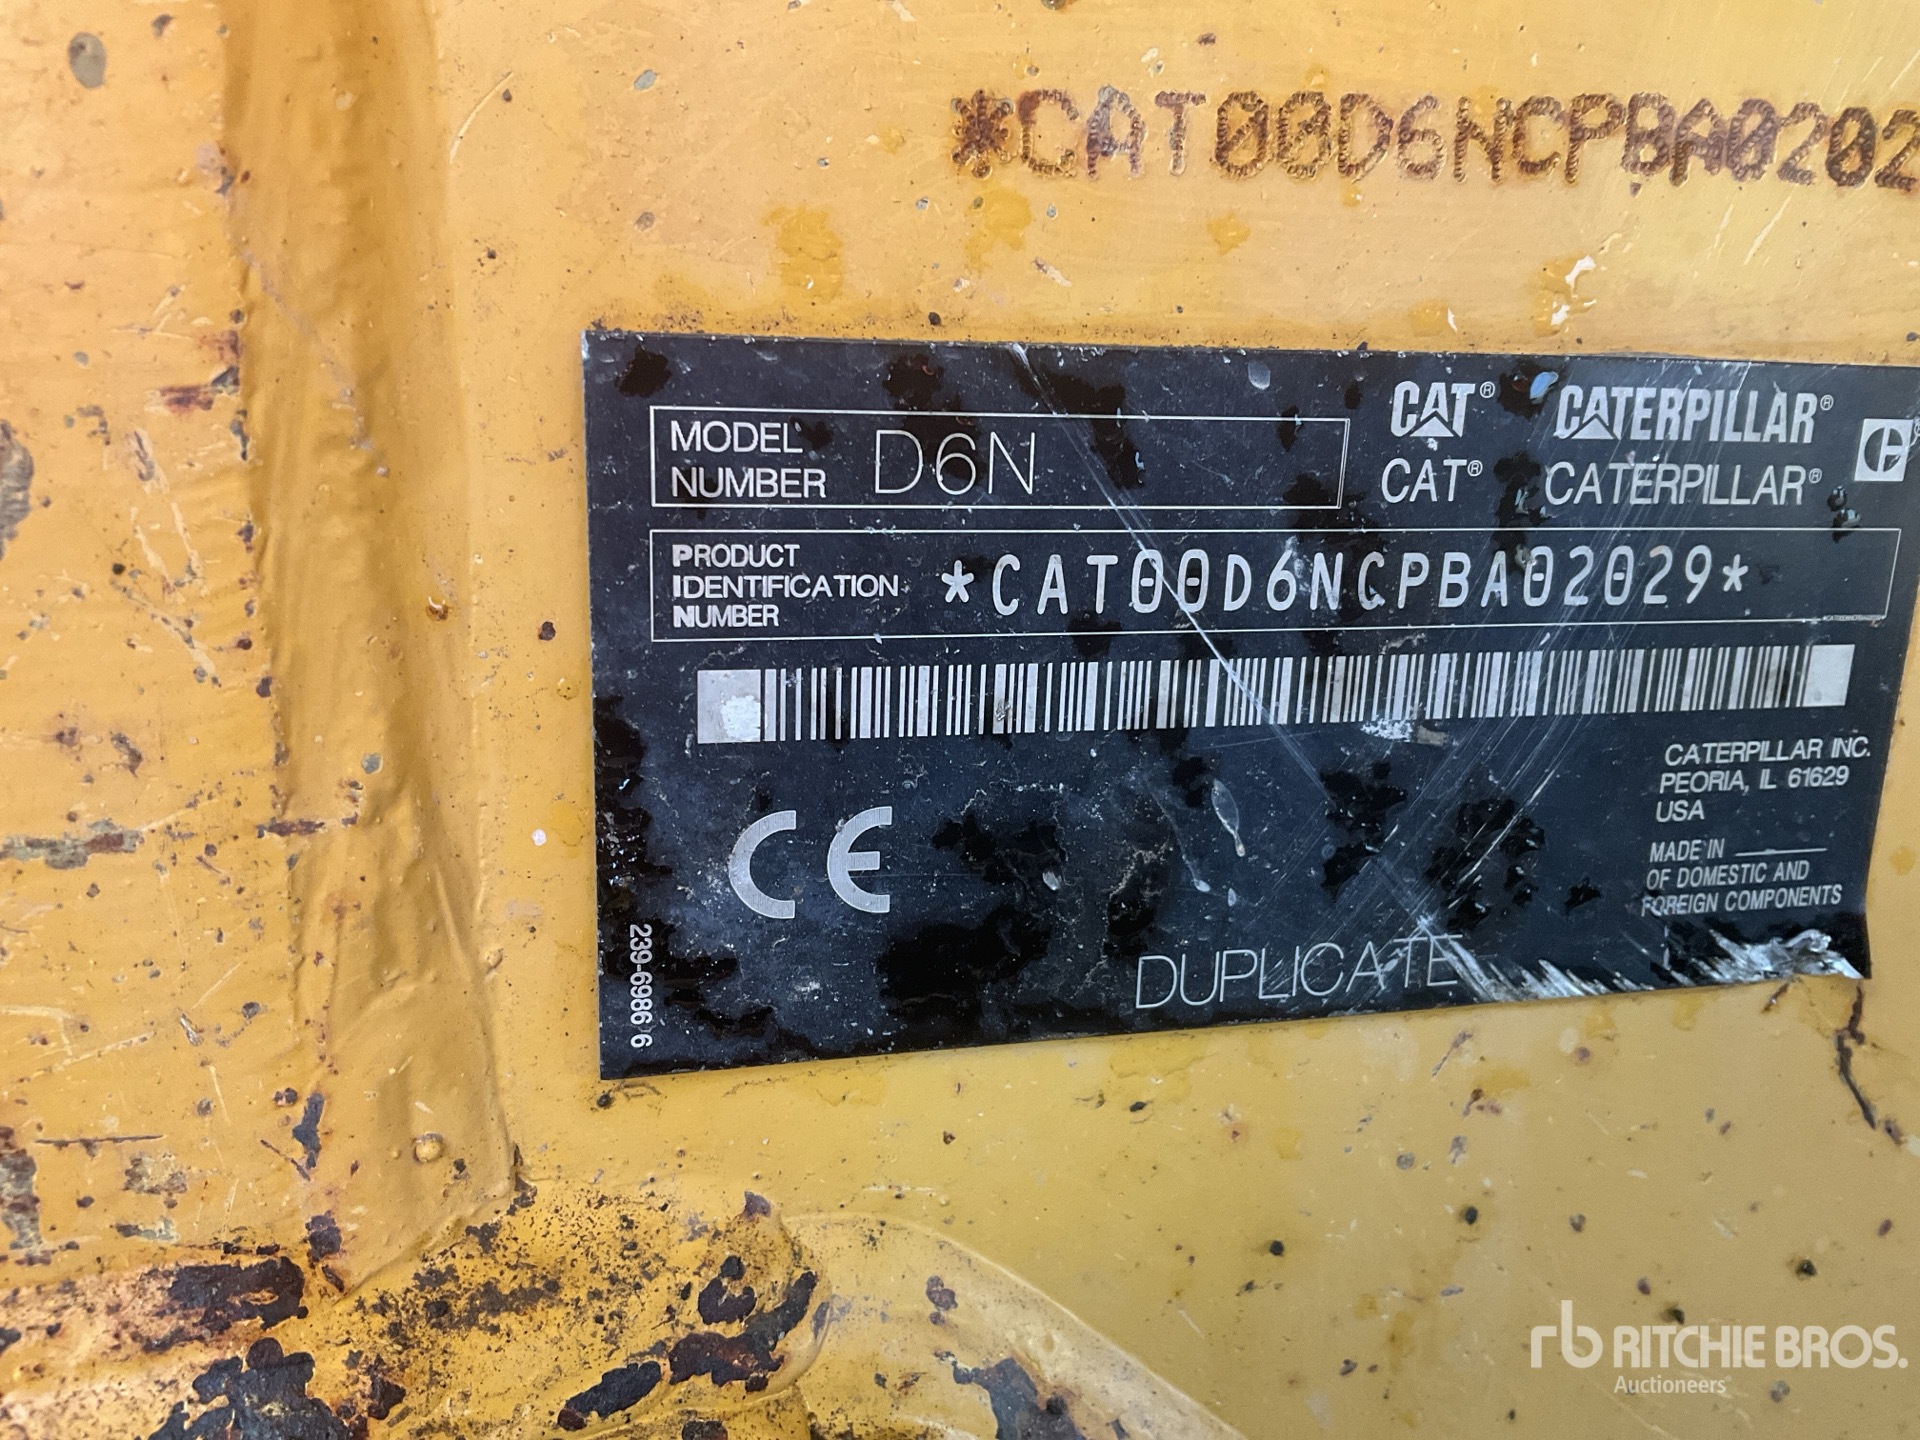 *CAT00D6NCPBA0202
MODEL
NUMBER D6N
CAT® CATERPILLAR®
CAT® CATERPILLAR®
PRODUCT
IDENTIFICATION
NUMBER
*CAT00D6NCPBA02029*
CATERPILLAR INC.
PEORIA, IL 61629
USA
MADE IN
OF DOMESTIC AND
FOREIGN COMPONENTS
CE
DUPLICATE
239-6986 6
rb RITCHIE BROS.
Auctioneers